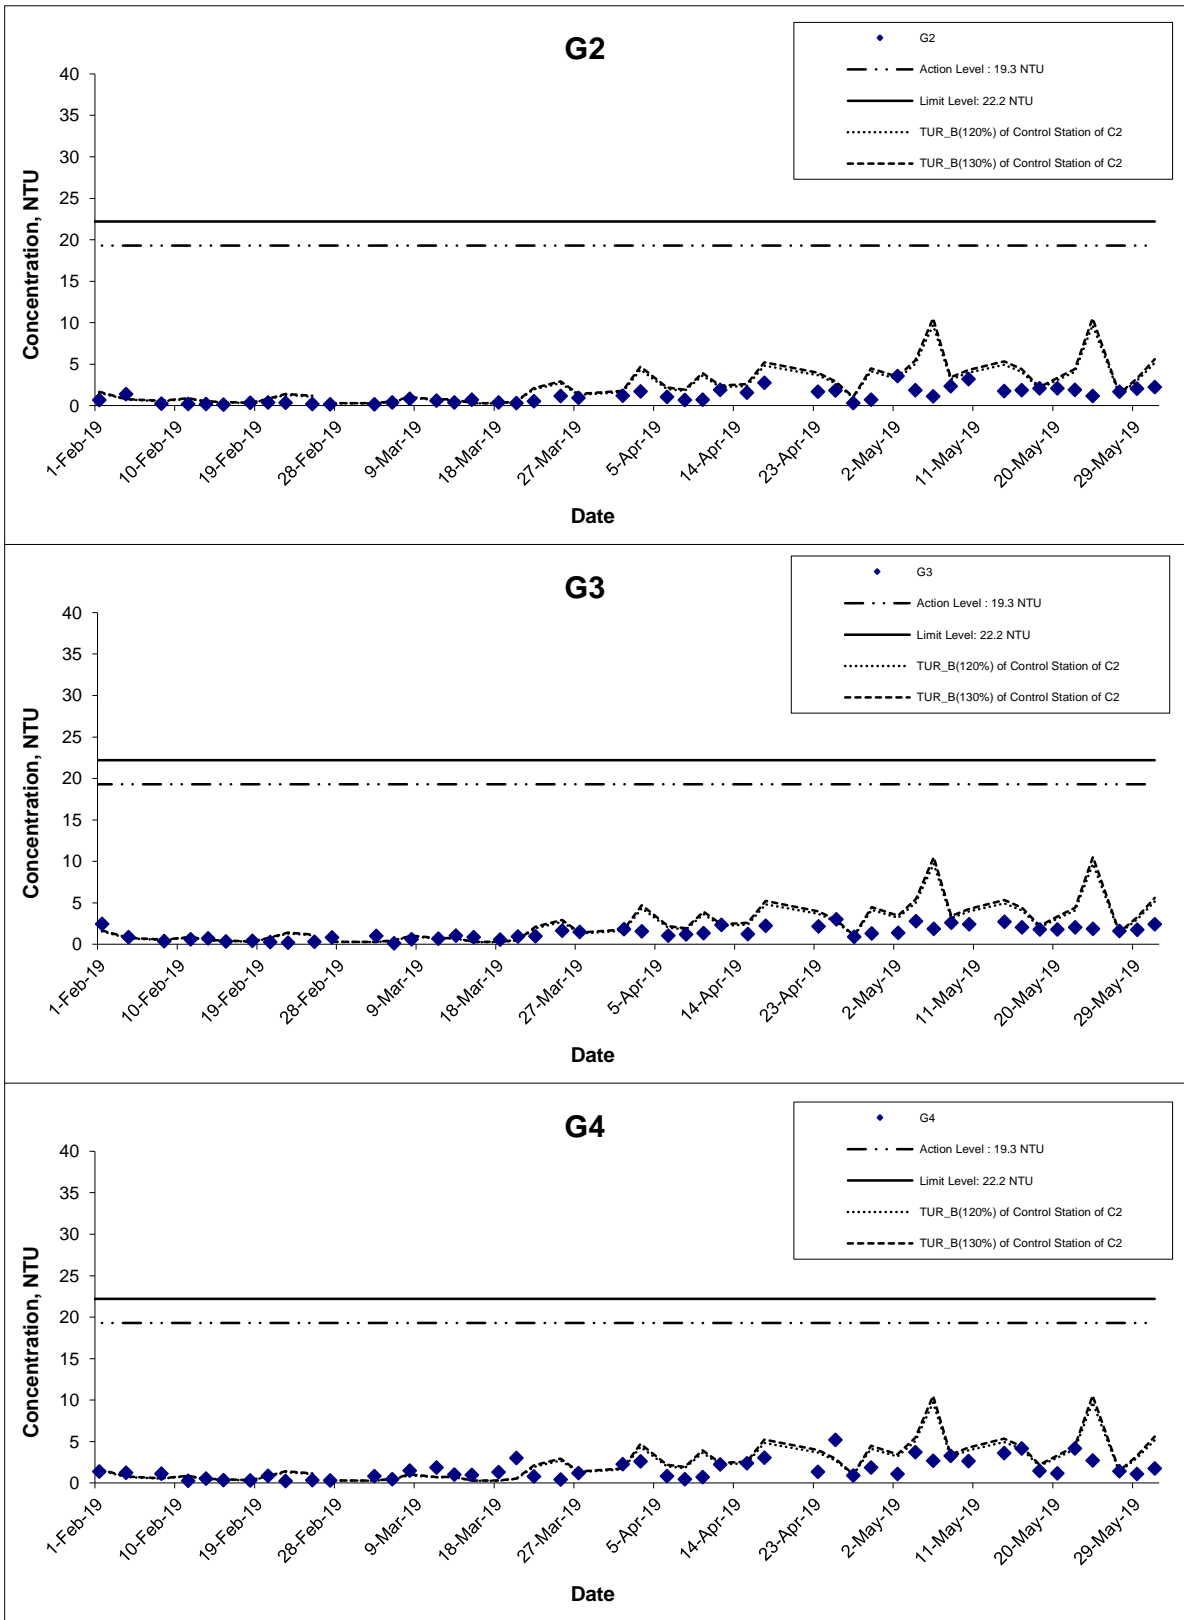 G2
G2
Action Level : 19.3 NTU
Limit Level: 22.2 NTU
TUR_B(120%) of Control Station of C2
TUR_B(130%) of Control Station of C2
Concentration, NTU
40
35
30
25
20
15
10
5
0
1-Feb-19
10-Feb-19
19-Feb-19
28-Feb-19
9-Mar-19
18-Mar-19
27-Mar-19
5-Apr-19
14-Apr-19
23-Apr-19
2-May-19
11-May-19
20-May-19
29-May-19
Date
G3
G3
Action Level : 19.3 NTU
Limit Level: 22.2 NTU
TUR_B(120%) of Control Station of C2
TUR_B(130%) of Control Station of C2
Concentration, NTU
40
35
30
25
20
15
10
5
0
1-Feb-19
10-Feb-19
19-Feb-19
28-Feb-19
9-Mar-19
18-Mar-19
27-Mar-19
5-Apr-19
14-Apr-19
23-Apr-19
2-May-19
11-May-19
20-May-19
29-May-19
Date
G4
G4
Action Level : 19.3 NTU
Limit Level: 22.2 NTU
TUR_B(120%) of Control Station of C2
TUR_B(130%) of Control Station of C2
Concentration, NTU
40
35
30
25
20
15
10
5
0
1-Feb-19
10-Feb-19
19-Feb-19
28-Feb-19
9-Mar-19
18-Mar-19
27-Mar-19
5-Apr-19
14-Apr-19
23-Apr-19
2-May-19
11-May-19
20-May-19
29-May-19
Date